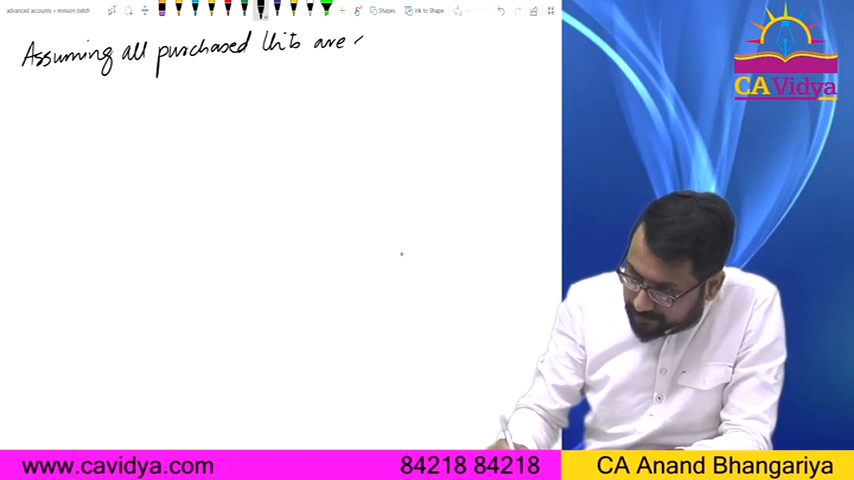 advanced accounts + revision batch
Shapes
Ink to Shape
Assuming all purchased Units are
CA Vidya
www.cavidya.com
84218 84218
CA Anand Bhangariya